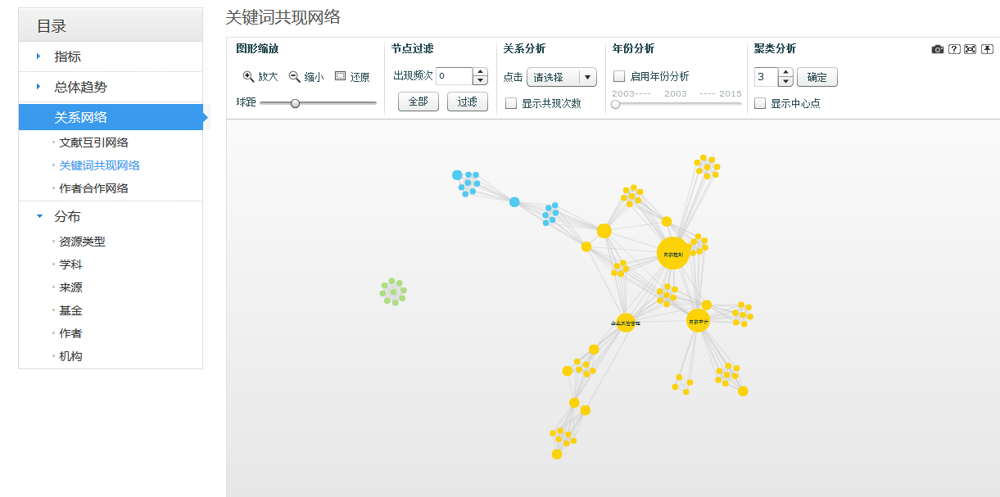 目录
指标
总体趋势
关系网络
文献互引网络
关键词共现网络
作者合作网络
分布
资源类型
学科
来源
基金
作者
机构
关键词共现网络
图形缩放
放大 缩小 还原
球距
节点过滤
出现频次 0
全部 过滤
关系分析
点击 请选择
显示共现次数
年份分析
启用年份分析
2003---- 2003 ---- 2015
聚类分析
3 确定
显示中心点
内部控制
企业风险管理
内部审计